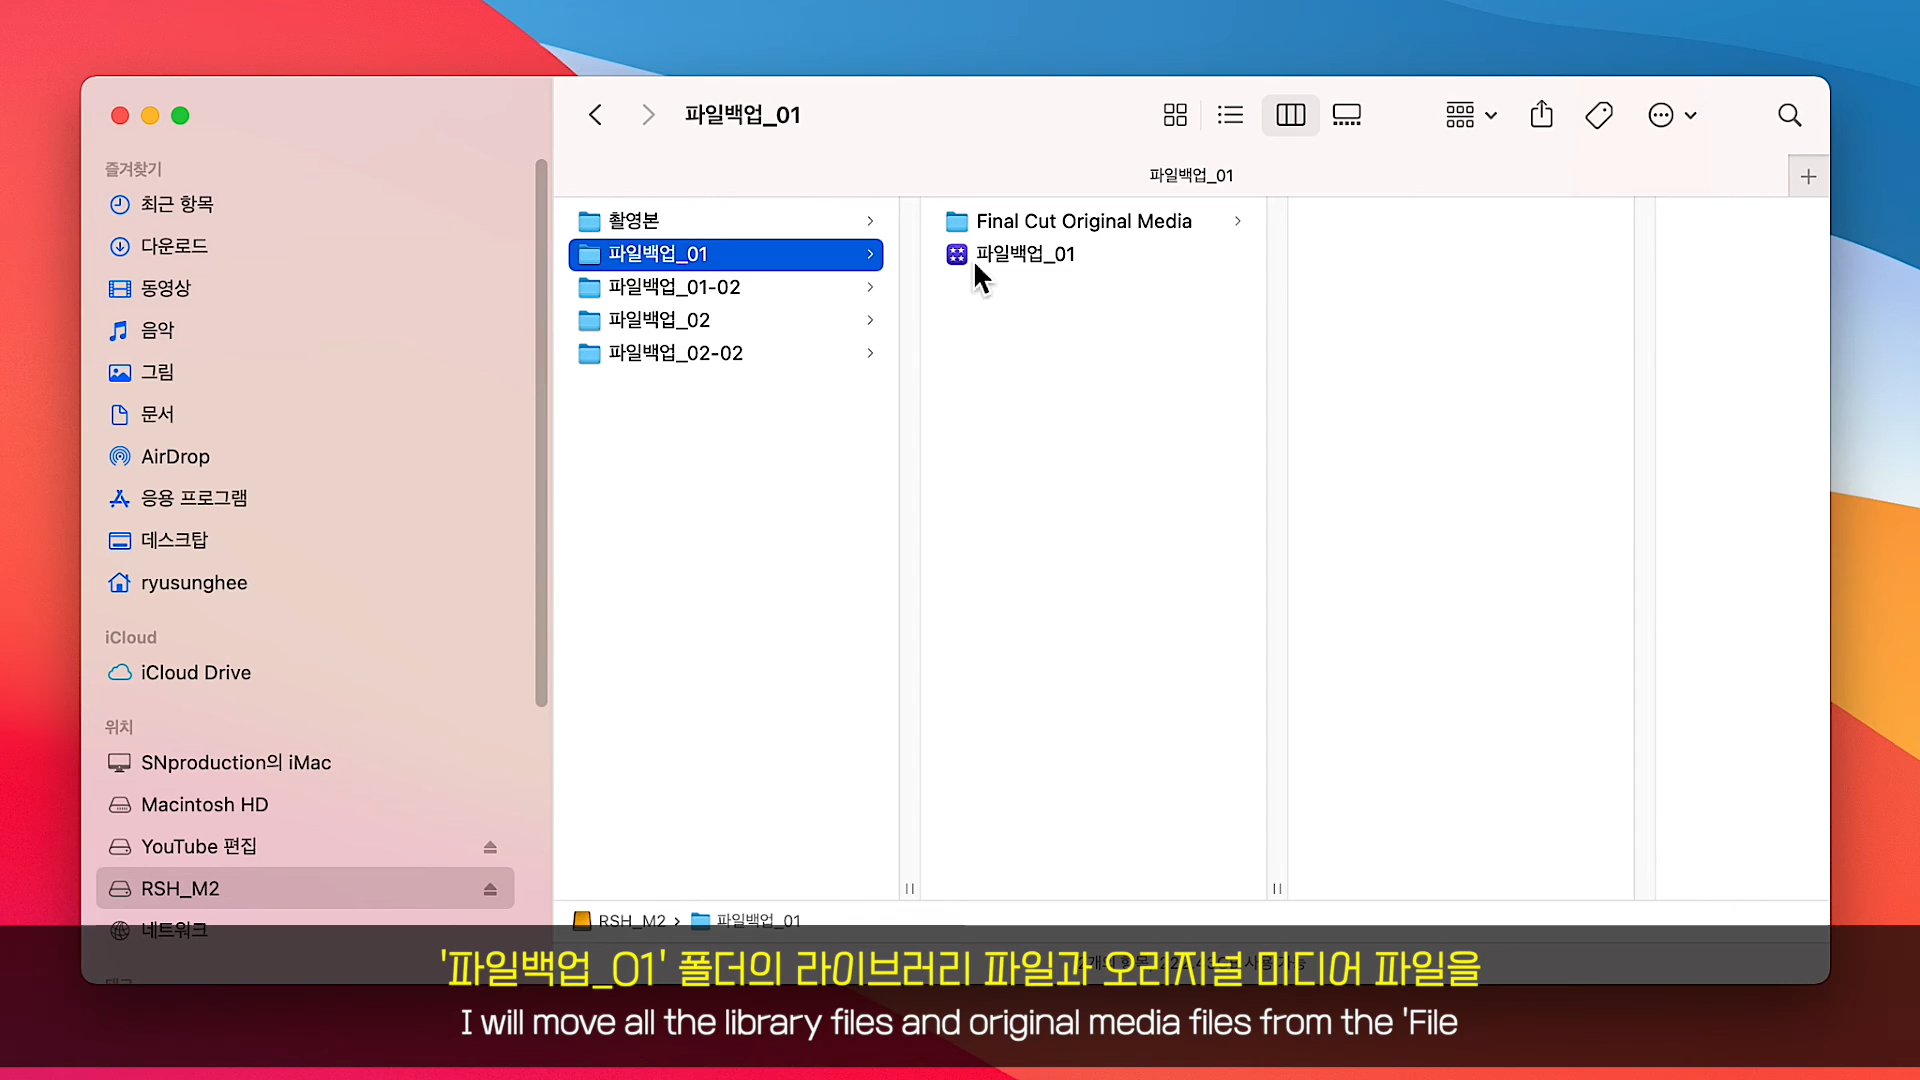 파일백업_01
파일백업_01
즐겨찾기
최근 항목
다운로드
동영상
음악
그림
문서
AirDrop
응용 프로그램
데스크탑
ryusunghee
iCloud
iCloud Drive
위치
SNproduction의 iMac
Macintosh HD
YouTube 편집
RSH_M2
네트워크
촬영본
파일백업_01
파일백업_01-02
파일백업_02
파일백업_02-02
Final Cut Original Media
파일백업_01
RSH_M2 › 파일백업_01
'파일백업_01' 폴더의 라이브러리 파일과 오리지널 미디어 파일을
I will move all the library files and original media files from the 'File